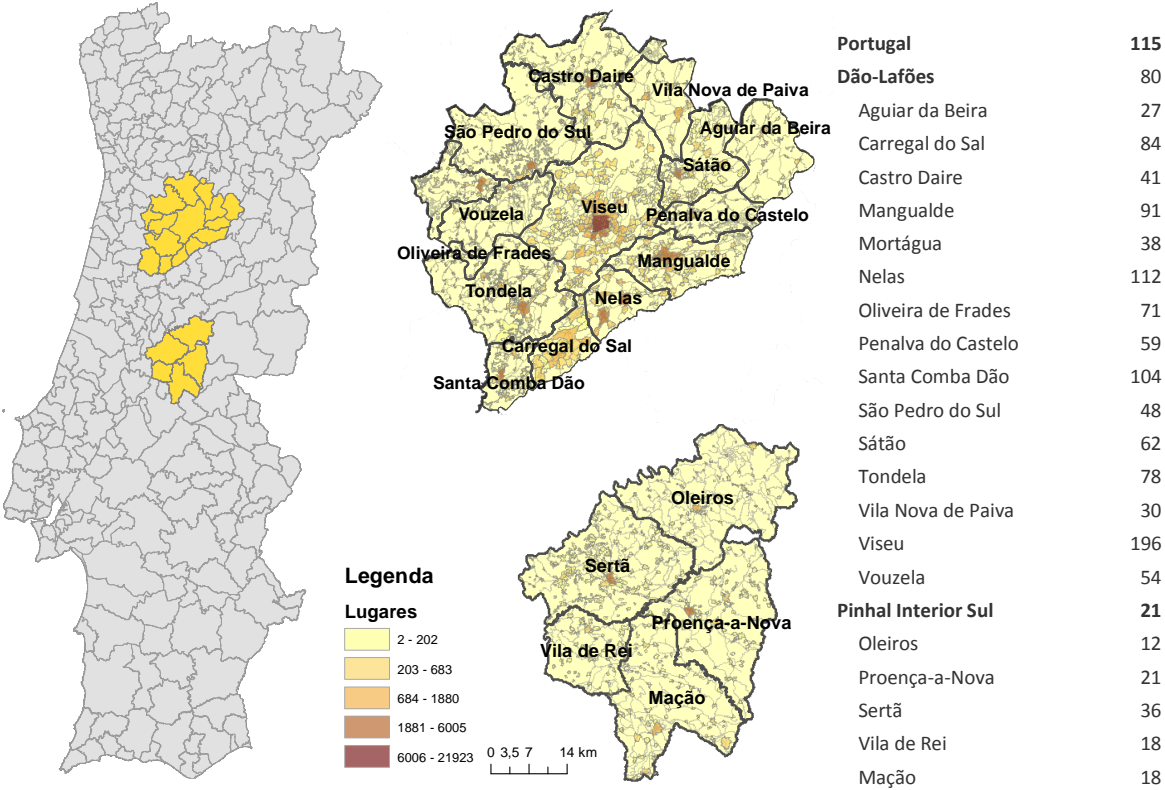 Castro Daire
Vila Nova de Paiva
São Pedro do Sul
Aguiar da Beira
Sátão
Vouzela
Viseu
Penalva do Castelo
Oliveira de Frades
Mangualde
Tondela
Nelas
Carregal do Sal
Santa Comba Dão
Oleiros
Sertã
Proença-a-Nova
Vila de Rei
Mação
Legenda
Lugares
2 - 202
203 - 683
684 - 1880
1881 - 6005
6006 - 21923
0 3,5 7 14 km
Portugal 115
Dão-Lafões 80
Aguiar da Beira 27
Carregal do Sal 84
Castro Daire 41
Mangualde 91
Mortágua 38
Nelas 112
Oliveira de Frades 71
Penalva do Castelo 59
Santa Comba Dão 104
São Pedro do Sul 48
Sátão 62
Tondela 78
Vila Nova de Paiva 30
Viseu 196
Vouzela 54
Pinhal Interior Sul 21
Oleiros 12
Proença-a-Nova 21
Sertã 36
Vila de Rei 18
Mação 18